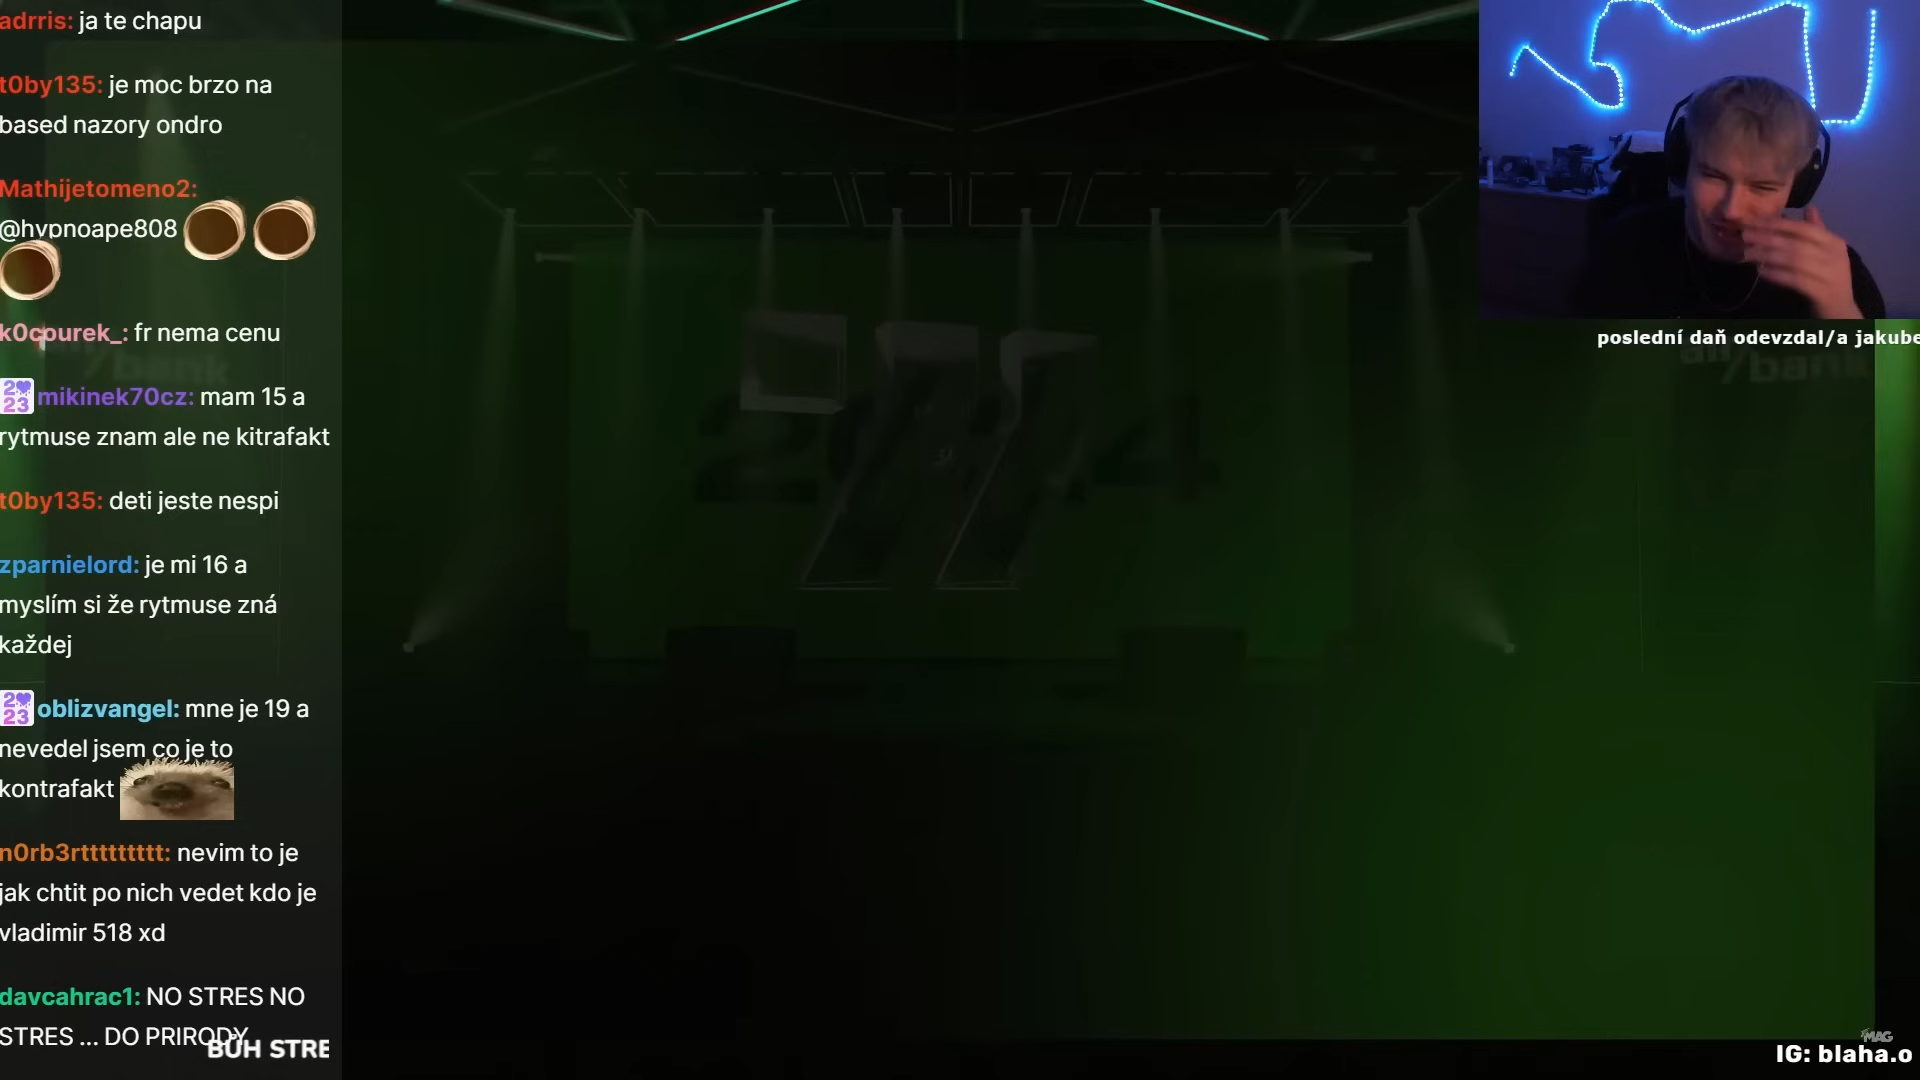 adrris: ja te chapu
t0by135: je moc brzo na
based nazory ondro
Mathijetomeno2:
@hypnoape808
k0courek_: fr nema cenu
mikinek70cz: mam 15 a
rytmuse znam ale ne kitrafakt
t0by135: deti jeste nespi
zparnielord: je mi 16 a
myslím si že rytmuse zná
každej
oblizvangel: mne je 19 a
nevedel jsem co je to
kontrafakt
n0rb3rttttttttt: nevim to je
jak chtit po nich vedet kdo je
vladimir 518 xd
davcahrac1: NO STRES NO
STRES ... DO PRIRODY
BŮH STRE
poslední daň odevzdal/a jakube
bank
MAG
IG: blaha.o